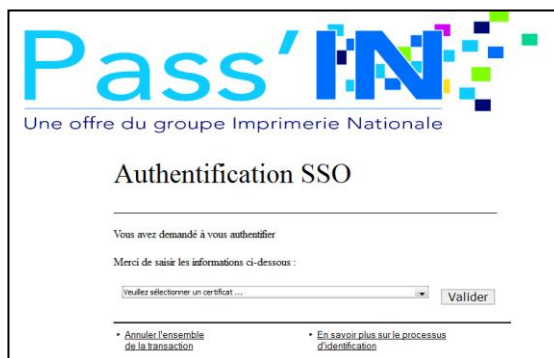 Pass'IN
Une offre du groupe Imprimerie Nationale
Authentification SSO
Vous avez demandé à vous authentifier
Merci de saisir les informations ci-dessous :
Veuillez sélectionner un certificat ...
Valider
Annuler l'ensemble
de la transaction
En savoir plus sur le processus
d'identification